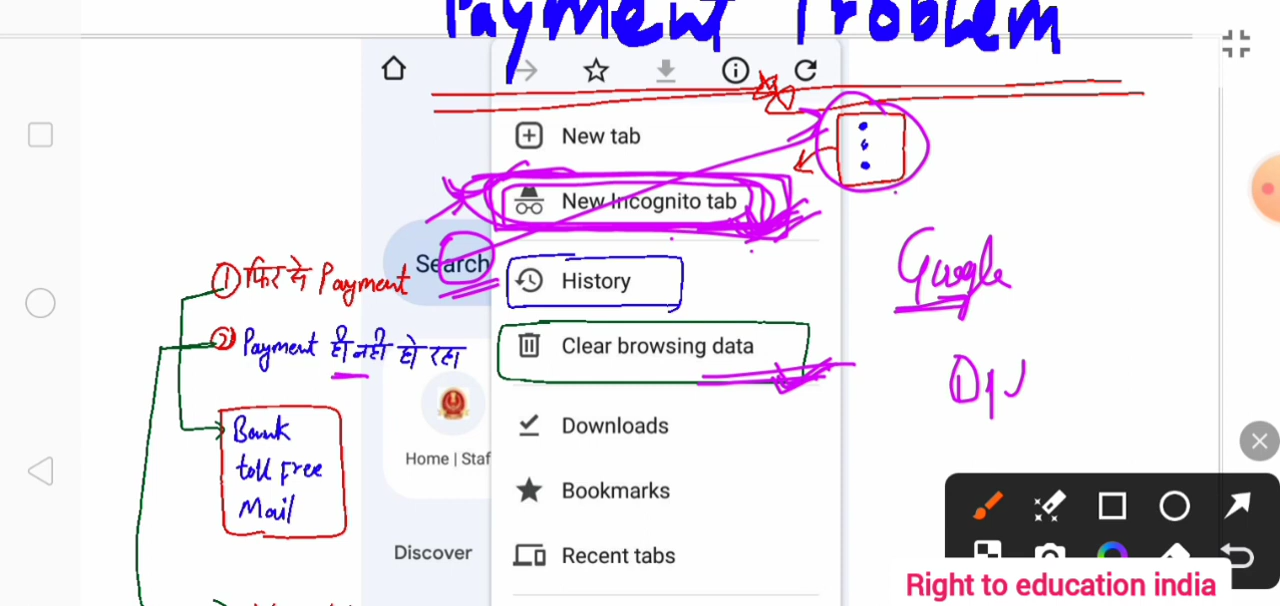 Payment Problem
New tab
New Incognito tab
Search
History
Clear browsing data
Downloads
Bookmarks
Recent tabs
① फिर से Payment
② Payment ही नही हो रहा
Bank
toll Free
Mail
Home | Staf
Discover
Google
Right to education india